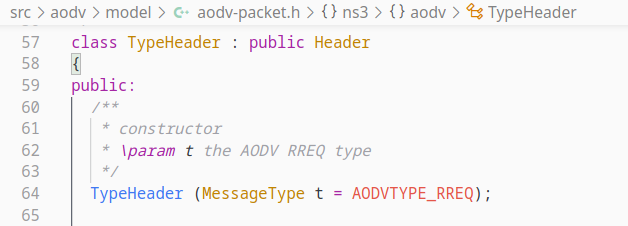 src > aodv > model > aodv-packet.h > {} ns3 > {} aodv > TypeHeader
57 class TypeHeader : public Header
58 {
59 public:
60 /**
61 * constructor
62 * \param t the AODV RREQ type
63 */
64 TypeHeader (MessageType t = AODVTYPE_RREQ);
65